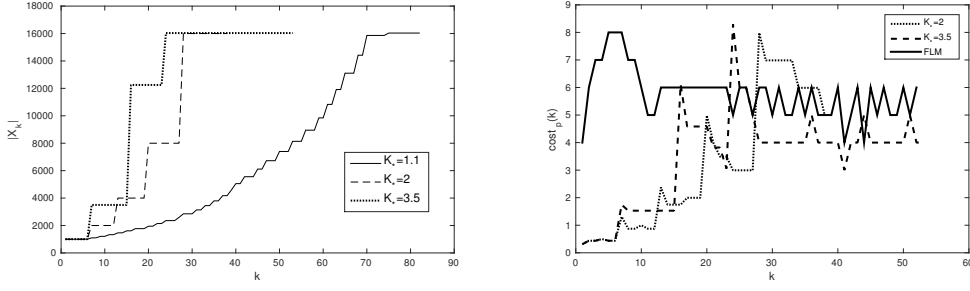 18000
16000
14000
12000
10000
8000
6000
4000
2000
0
|X_k|
0 10 20 30 40 50 60 70 80 90
k
K_*=1.1
K_*=2
K_*=3.5
9
8
7
6
5
4
3
2
1
0
cost_p(k)
0 10 20 30 40 50 60
k
K_*=2
K_*=3.5
FLM